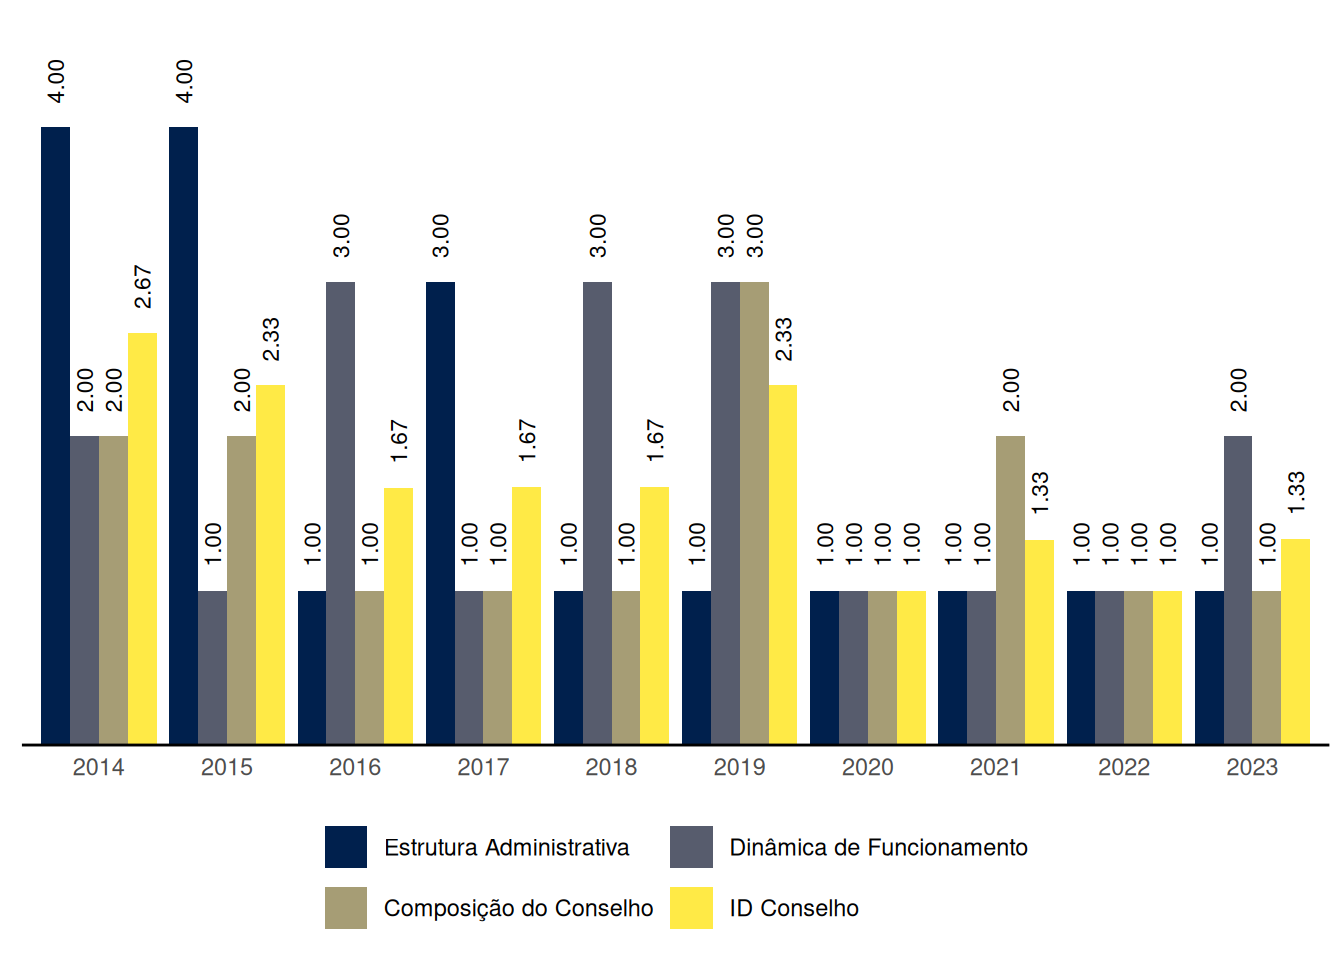 4.00 2.00 2.00 2.67 4.00 1.00 2.00 2.33 1.00 3.00 1.00 1.67 3.00 1.00 1.00 1.67 1.00 3.00 1.00 1.67 1.00 3.00 3.00 2.33 1.00 1.00 1.00 1.00 1.00 1.00 2.00 1.33 1.00 1.00 1.00 1.00 1.00 2.00 1.00 1.33
2014 2015 2016 2017 2018 2019 2020 2021 2022 2023
Estrutura Administrativa Dinâmica de Funcionamento
Composição do Conselho ID Conselho